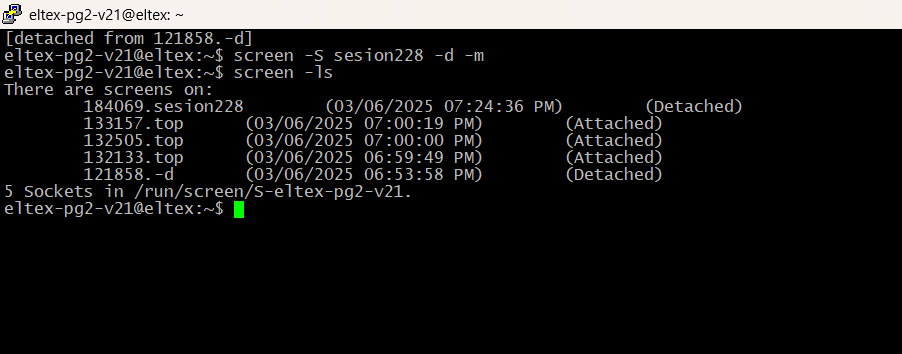 eltex-pg2-v21@eltex: ~
[detached from 121858.-d]
eltex-pg2-v21@eltex:~$ screen -S sesion228 -d -m
eltex-pg2-v21@eltex:~$ screen -ls
There are screens on:
        184069.sesion228        (03/06/2025 07:24:36 PM)        (Detached)
        133157.top      (03/06/2025 07:00:19 PM)        (Attached)
        132505.top      (03/06/2025 07:00:00 PM)        (Attached)
        132133.top      (03/06/2025 06:59:49 PM)        (Attached)
        121858.-d       (03/06/2025 06:53:58 PM)        (Detached)
5 Sockets in /run/screen/S-eltex-pg2-v21.
eltex-pg2-v21@eltex:~$